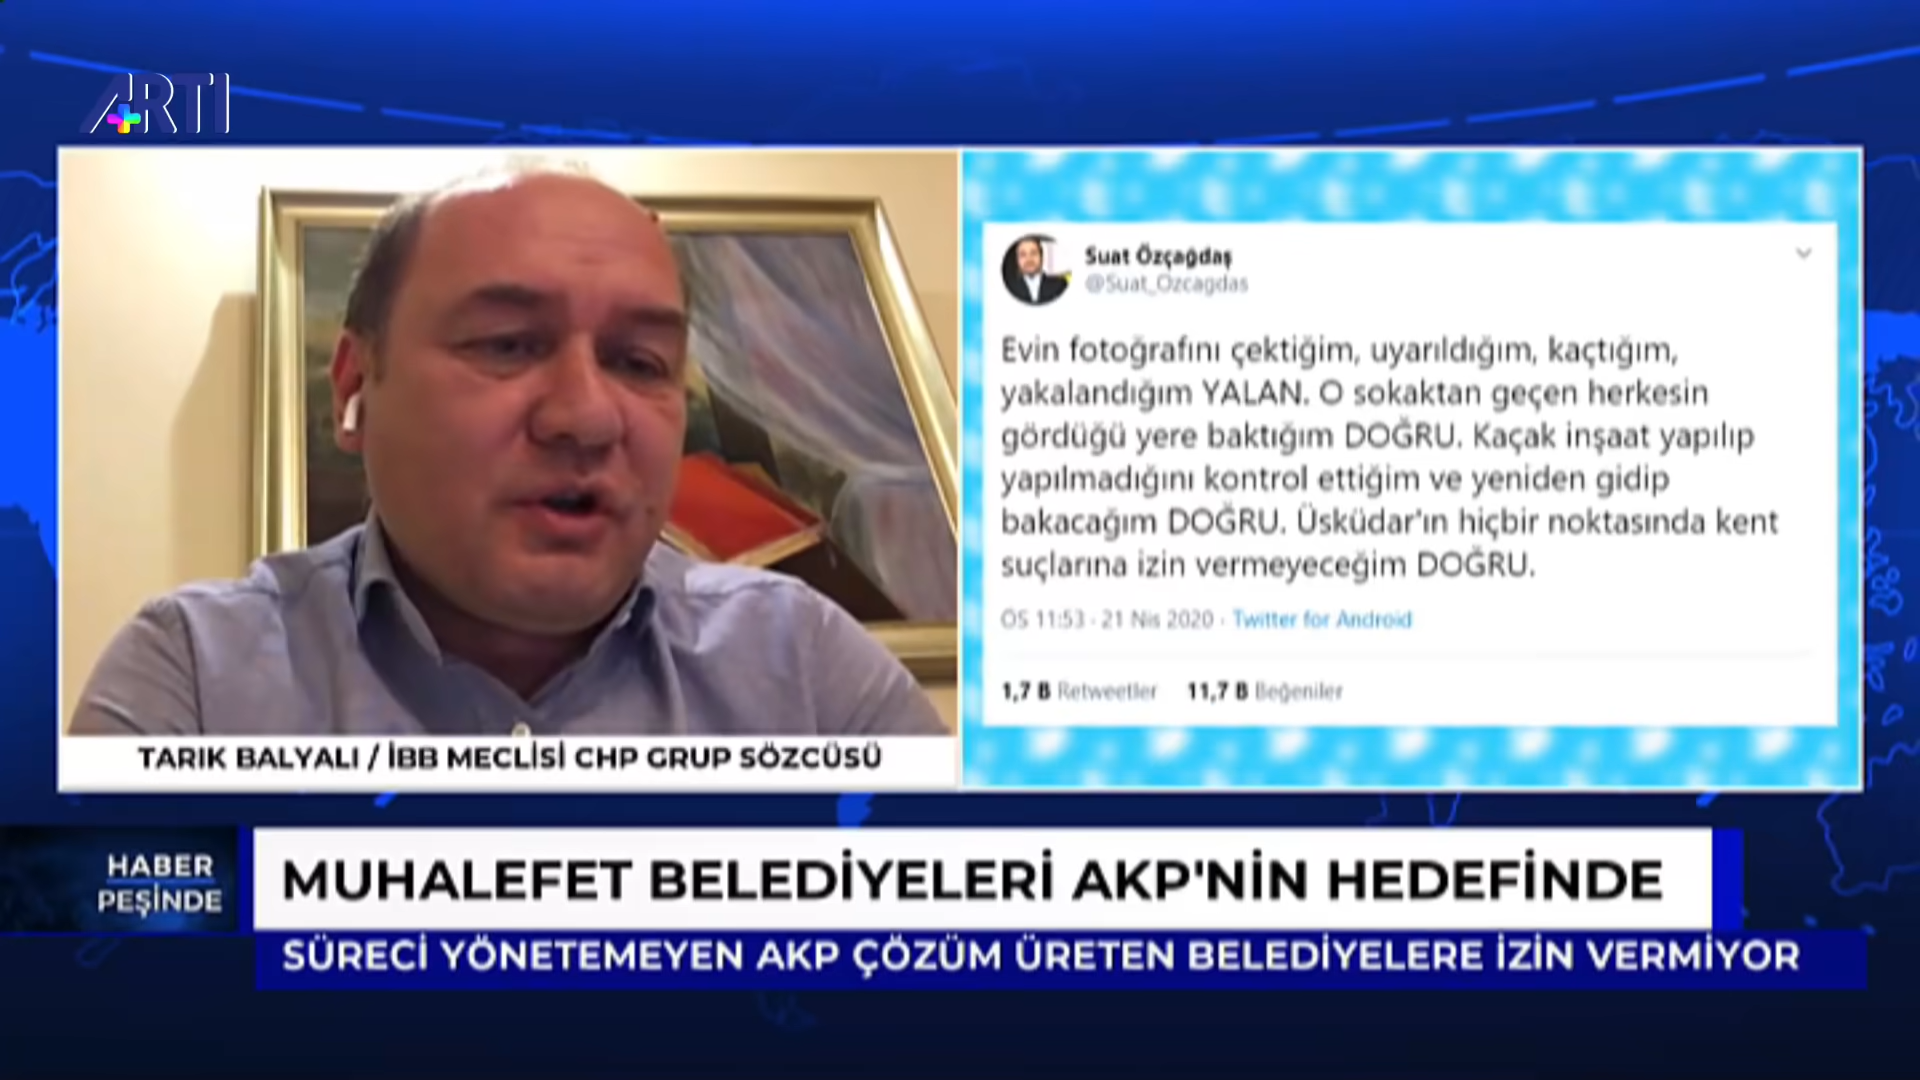 ARTI
Suat Özçağdaş
@Suat_Ozcagdas
Evin fotoğrafını çektiğim, uyarıldığım, kaçtığım,
yakalandığım YALAN. O sokaktan geçen herkesin
gördüğü yere baktığım DOĞRU. Kaçak inşaat yapılıp
yapılmadığını kontrol ettiğim ve yeniden gidip
bakacağım DOĞRU. Üsküdar'ın hiçbir noktasında kent
suçlarına izin vermeyeceğim DOĞRU.
ÖS 11:53 · 21 Nis 2020 · Twitter for Android
1,7 B Retweetler 11,7 B Beğeniler
TARIK BALYALI / İBB MECLİSİ CHP GRUP SÖZCÜSÜ
HABER
PEŞİNDE
MUHALEFET BELEDİYELERİ AKP'NİN HEDEFİNDE
SÜRECİ YÖNETEMEYEN AKP ÇÖZÜM ÜRETEN BELEDİYELERE İZİN VERMİYOR